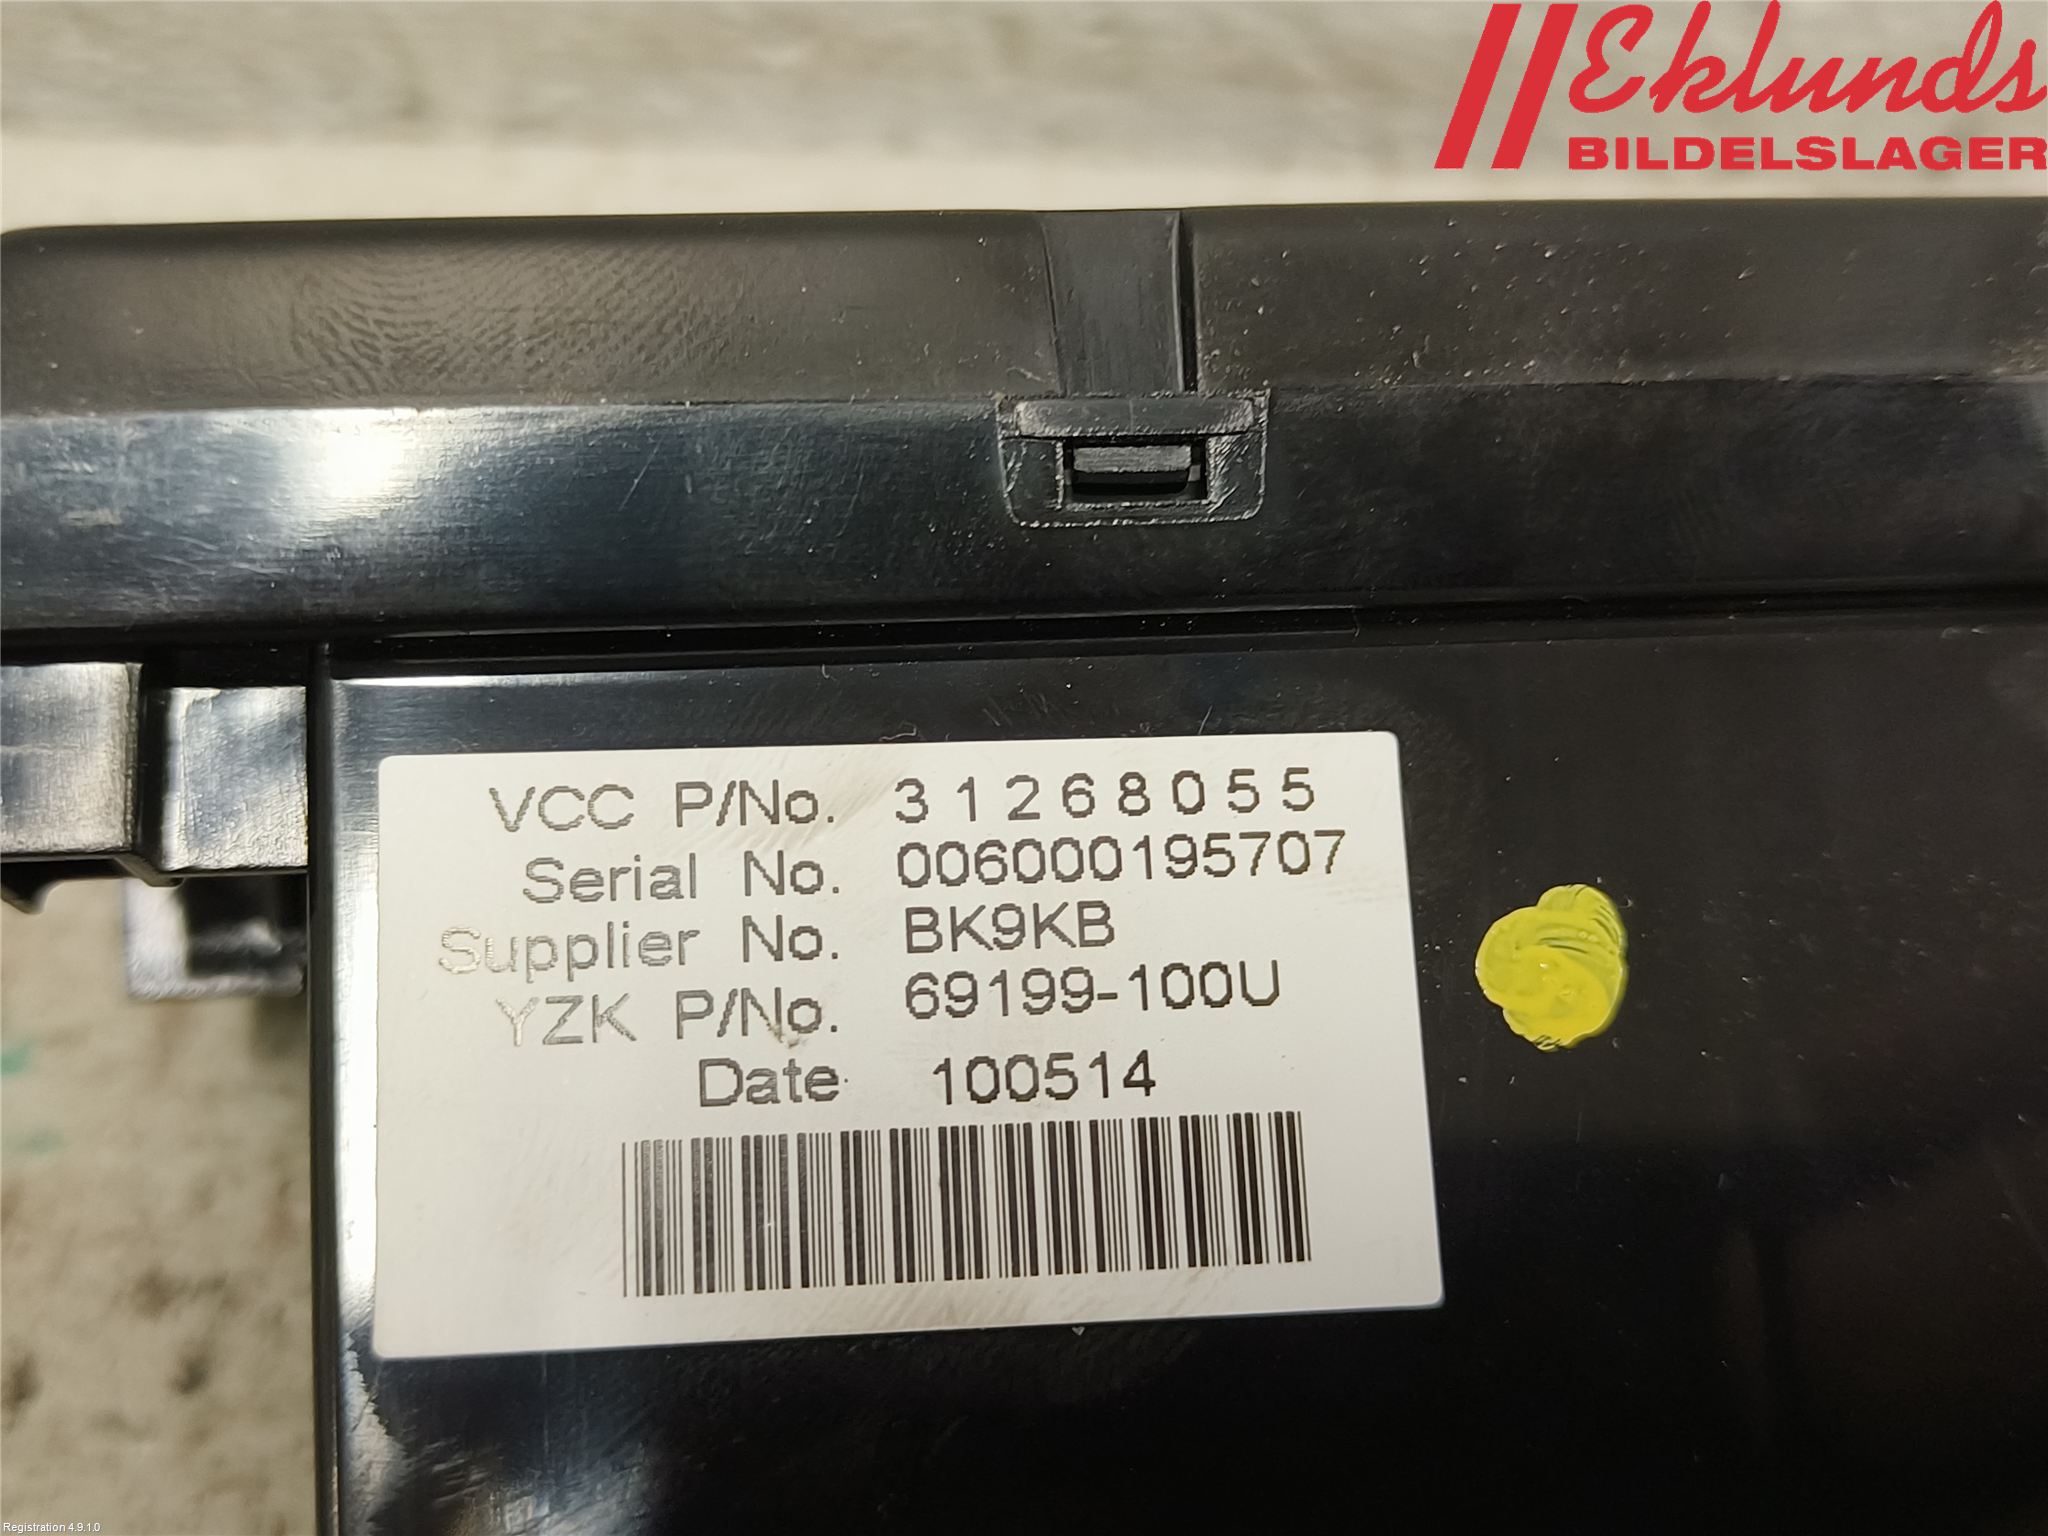 Eklunds
BILDELSLAGER
VCC P/No. 31268055
Serial No. 006000195707
Supplier No. BK9KB
YZK P/No. 69199-100U
Date 100514
Registration 4.9.1.0